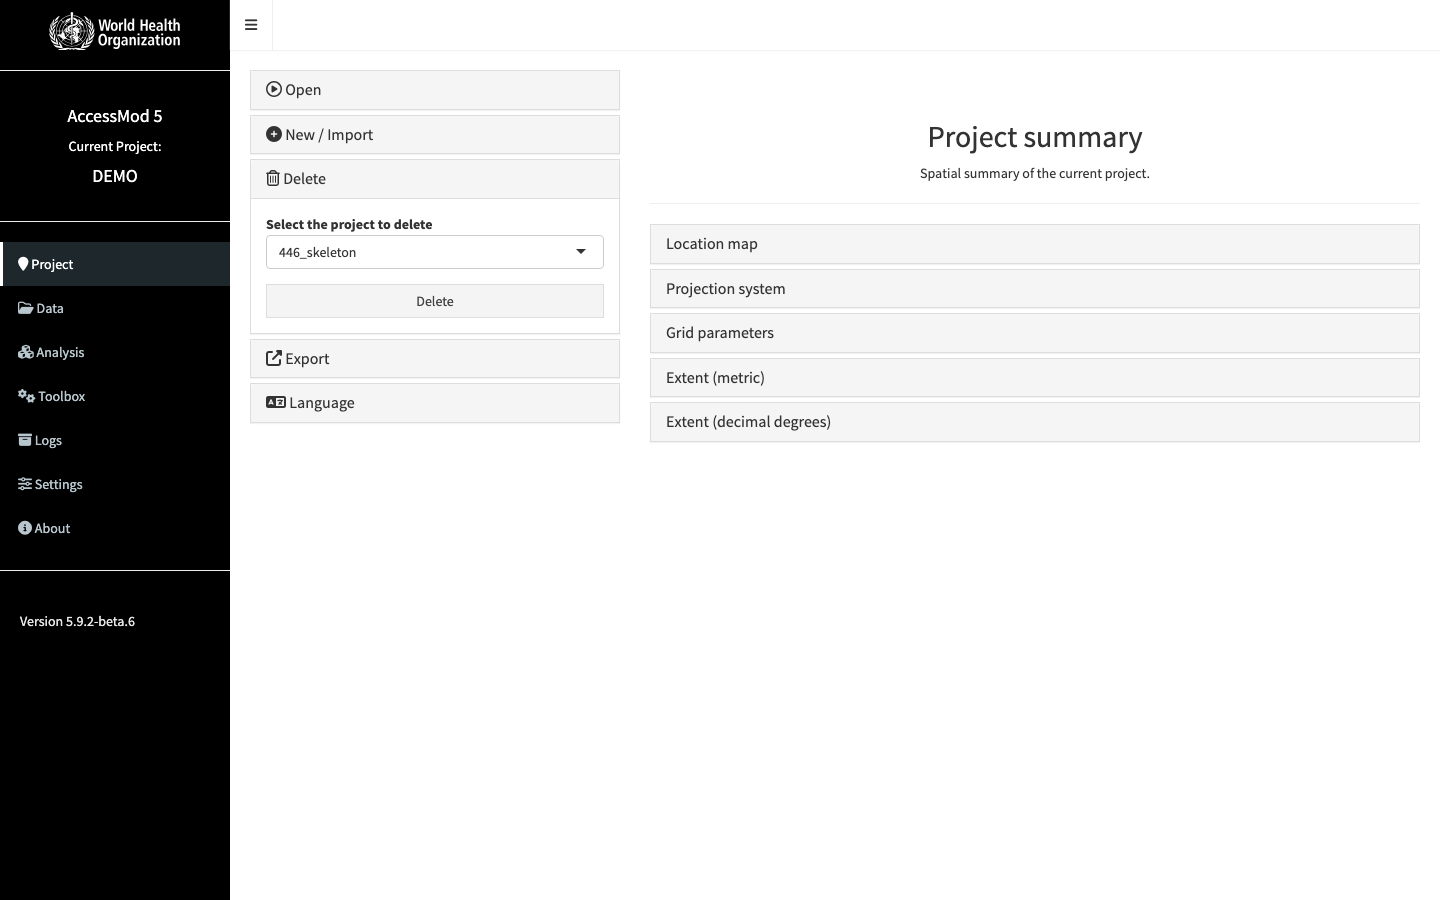 World Health
Organization
AccessMod 5
Current Project:
DEMO
Project
Data
Analysis
Toolbox
Logs
Settings
About
Version 5.9.2-beta.6
Open
New / Import
Delete
Select the project to delete
446_skeleton
Delete
Export
Language
Project summary
Spatial summary of the current project.
Location map
Projection system
Grid parameters
Extent (metric)
Extent (decimal degrees)